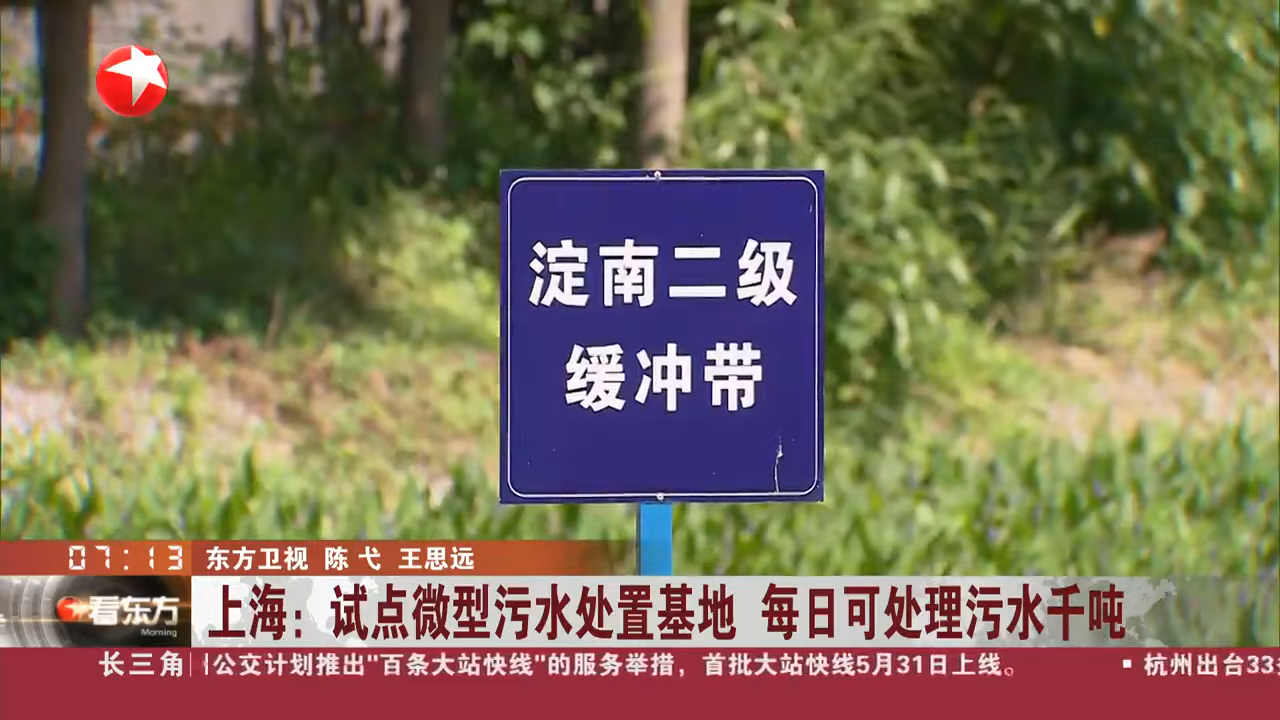 淀南二级
缓冲带
07:13 东方卫视 陈 弋 王思远
看东方
Morning
上海：试点微型污水处置基地 每日可处理污水千吨
长三角 公交计划推出"百条大站快线"的服务举措，首批大站快线5月31日上线。 ▪ 杭州出台33